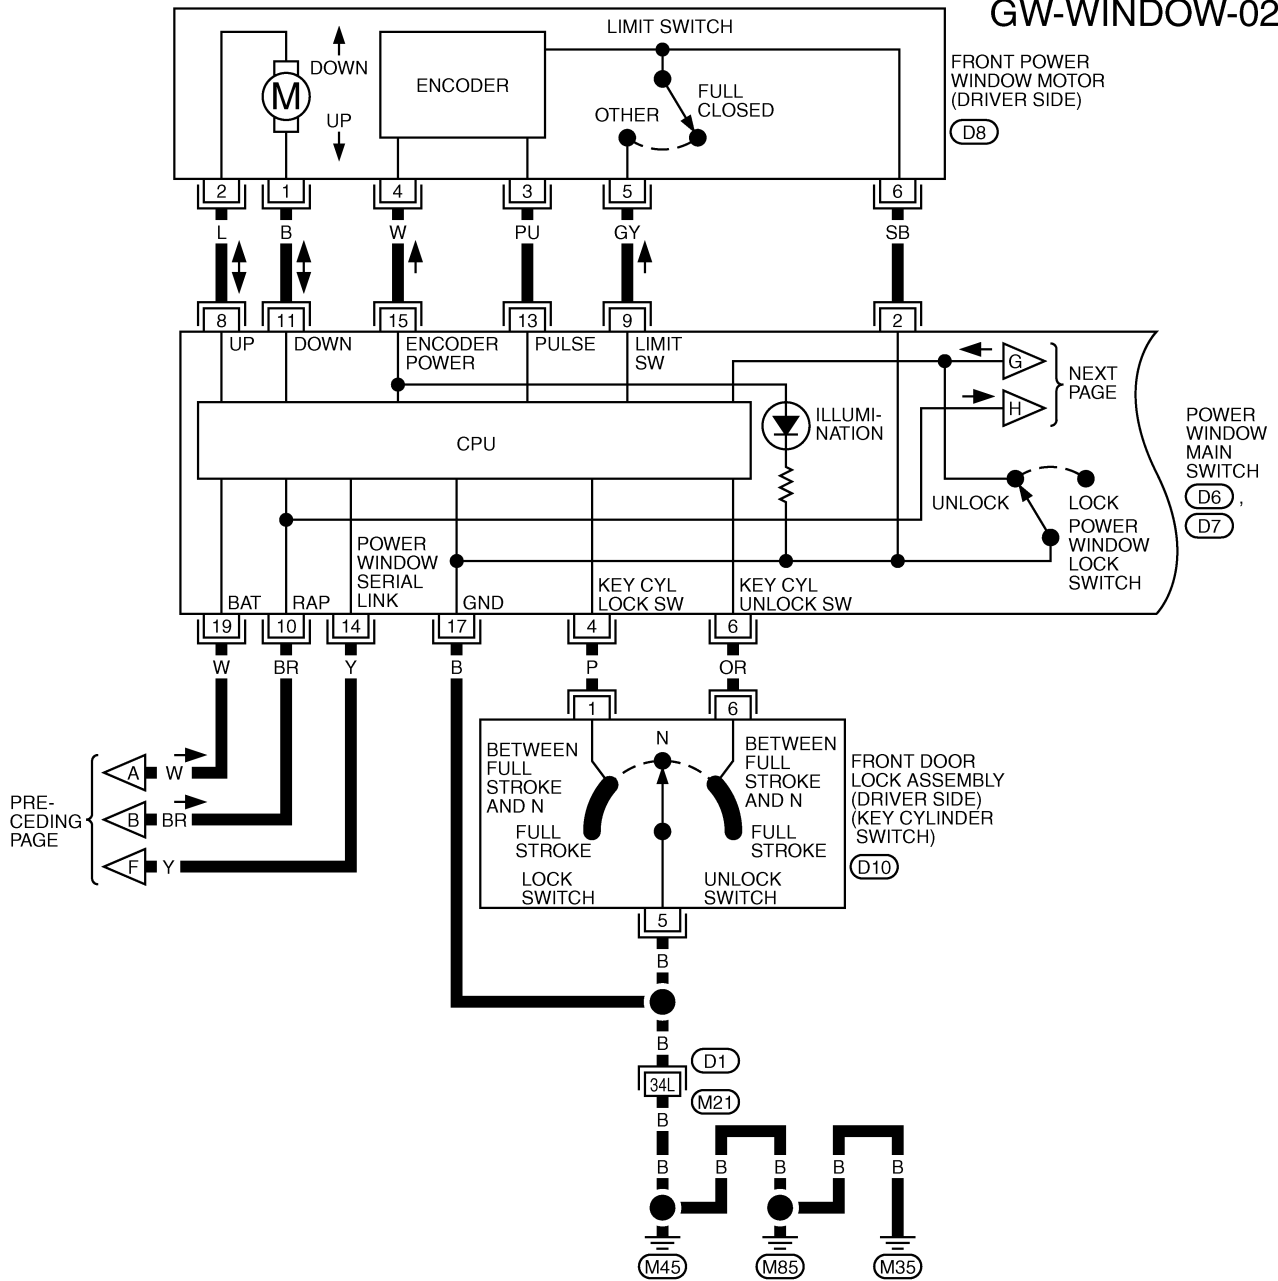 GW-WINDOW-02
LIMIT SWITCH
DOWN
UP
M
ENCODER
FULL
CLOSED
OTHER
FRONT POWER
WINDOW MOTOR
(DRIVER SIDE)
D8
2 1 4 3 5 6
L B W PU GY SB
8 11 15 13 9 2
UP DOWN ENCODER
POWER
PULSE LIMIT
SW
G
H
NEXT
PAGE
CPU
ILLUMI-
NATION
UNLOCK LOCK
POWER
WINDOW
LOCK
SWITCH
POWER
WINDOW
MAIN
SWITCH
D6 ,
D7
POWER
WINDOW
SERIAL
LINK
BAT RAP GND
KEY CYL
LOCK SW
KEY CYL
UNLOCK SW
19 10 14 17 4 6
W BR Y B P OR
1 6
BETWEEN
FULL
STROKE
AND N
N
BETWEEN
FULL
STROKE
AND N
FULL
STROKE
FULL
STROKE
LOCK
SWITCH
UNLOCK
SWITCH
FRONT DOOR
LOCK ASSEMBLY
(DRIVER SIDE)
(KEY CYLINDER
SWITCH)
D10
PRE-
CEDING
PAGE
A W
B BR
F Y
5
B
B
D1
34L
M21
B
B B B B B
M45 M85 M35